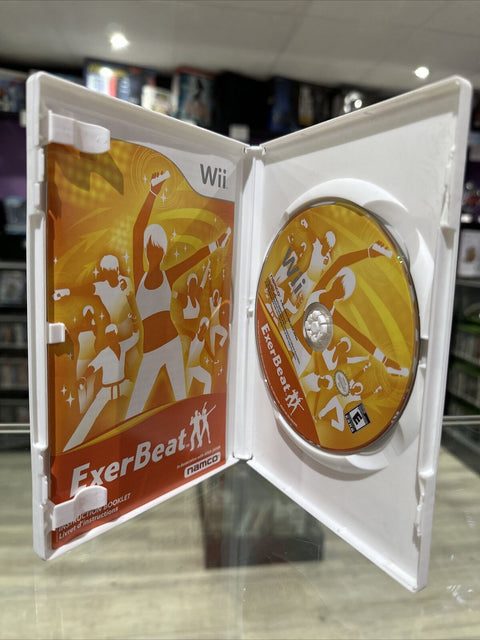 Wii
ExerBeat
namco
INSTRUCTION BOOKLET
Livret d'instructions
Wii
ExerBeat
E